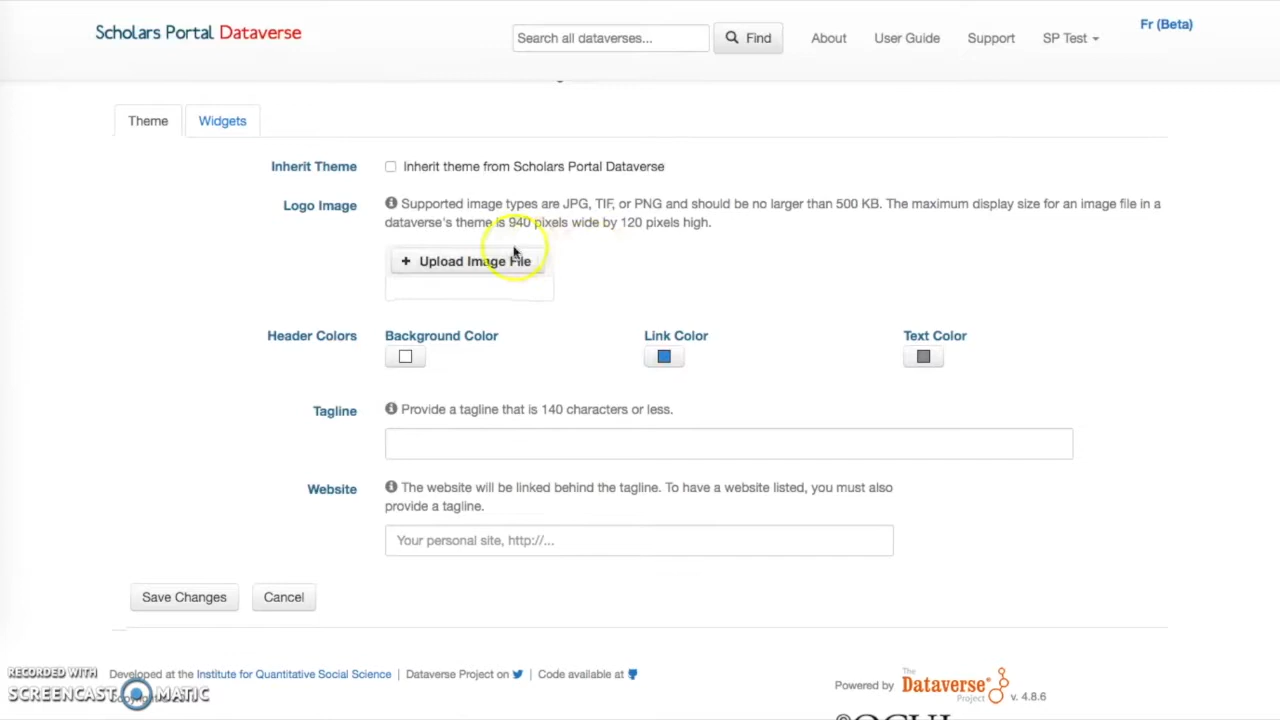 Scholars Portal Dataverse
Search all dataverses...
Find
About
User Guide
Support
SP Test
Fr (Beta)
Theme
Widgets
Inherit Theme
Inherit theme from Scholars Portal Dataverse
Logo Image
Supported image types are JPG, TIF, or PNG and should be no larger than 500 KB. The maximum display size for an image file in a
dataverse's theme is 940 pixels wide by 120 pixels high.
+ Upload Image File
Header Colors
Background Color
Link Color
Text Color
Tagline
Provide a tagline that is 140 characters or less.
Website
The website will be linked behind the tagline. To have a website listed, you must also
provide a tagline.
Your personal site, http://...
Save Changes
Cancel
Developed at the Institute for Quantitative Social Science | Dataverse Project on | Code available at
Powered by
The
Dataverse®
Project
v. 4.8.6
RECORDED WITH
SCREENCAST MATIC